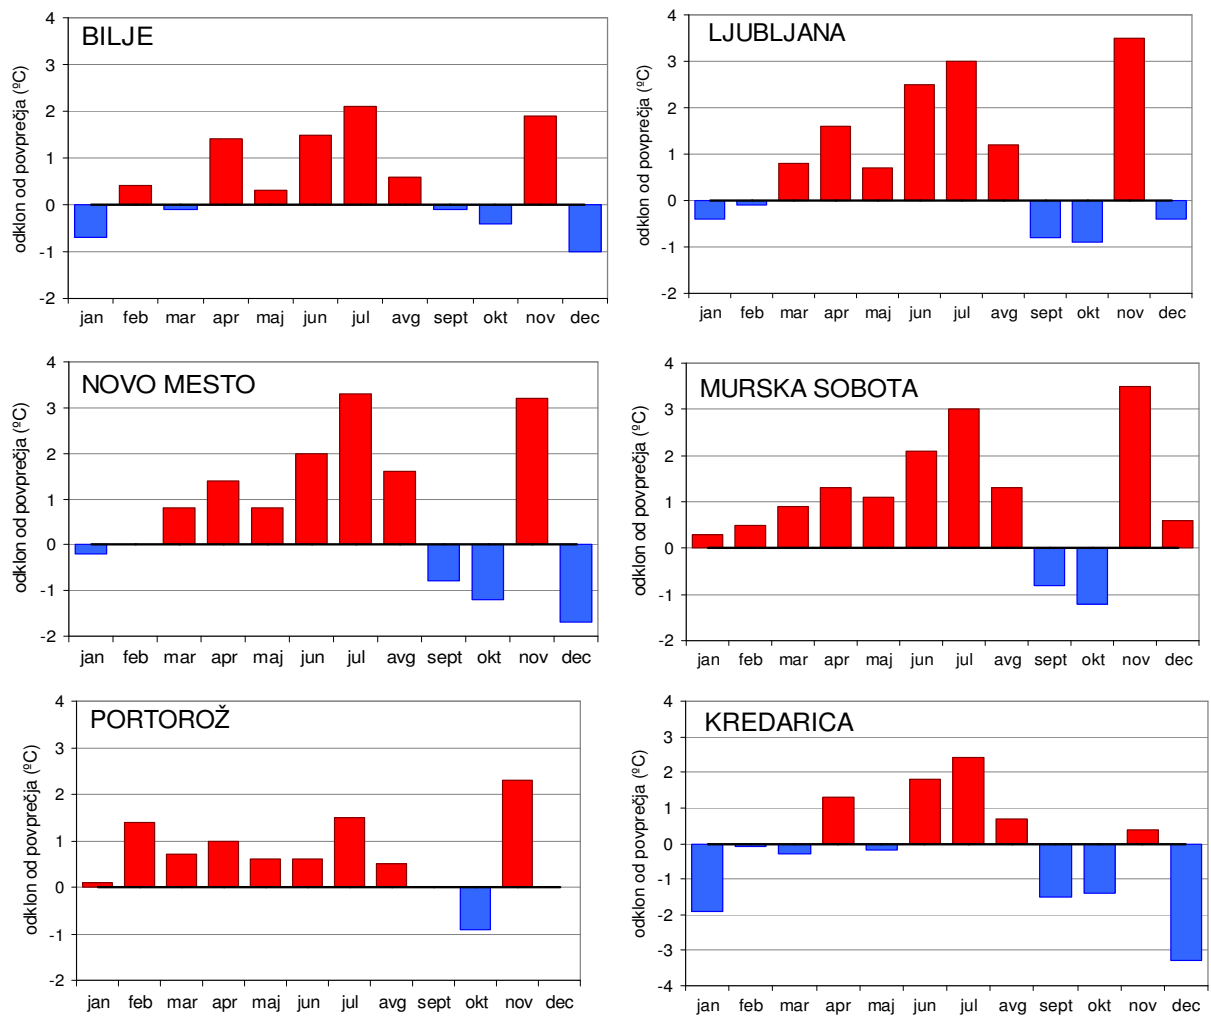 BILJE
odklon od povprečja (ºC)
4
3
2
1
0
-1
-2
jan feb mar apr maj jun jul avg sept okt nov dec
LJUBLJANA
odklon od povprečja (ºC)
4
3
2
1
0
-1
-2
jan feb mar apr maj jun jul avg sept okt nov dec
NOVO MESTO
odklon od povprečja (ºC)
4
3
2
1
0
-1
-2
jan feb mar apr maj jun jul avg sept okt nov dec
MURSKA SOBOTA
odklon od povprečja (ºC)
4
3
2
1
0
-1
-2
jan feb mar apr maj jun jul avg sept okt nov dec
PORTOROŽ
odklon od povprečja (ºC)
4
3
2
1
0
-1
-2
jan feb mar apr maj jun jul avg sept okt nov dec
KREDARICA
odklon od povprečja (ºC)
4
3
2
1
0
-1
-2
-3
-4
jan feb mar apr maj jun jul avg sept okt nov dec